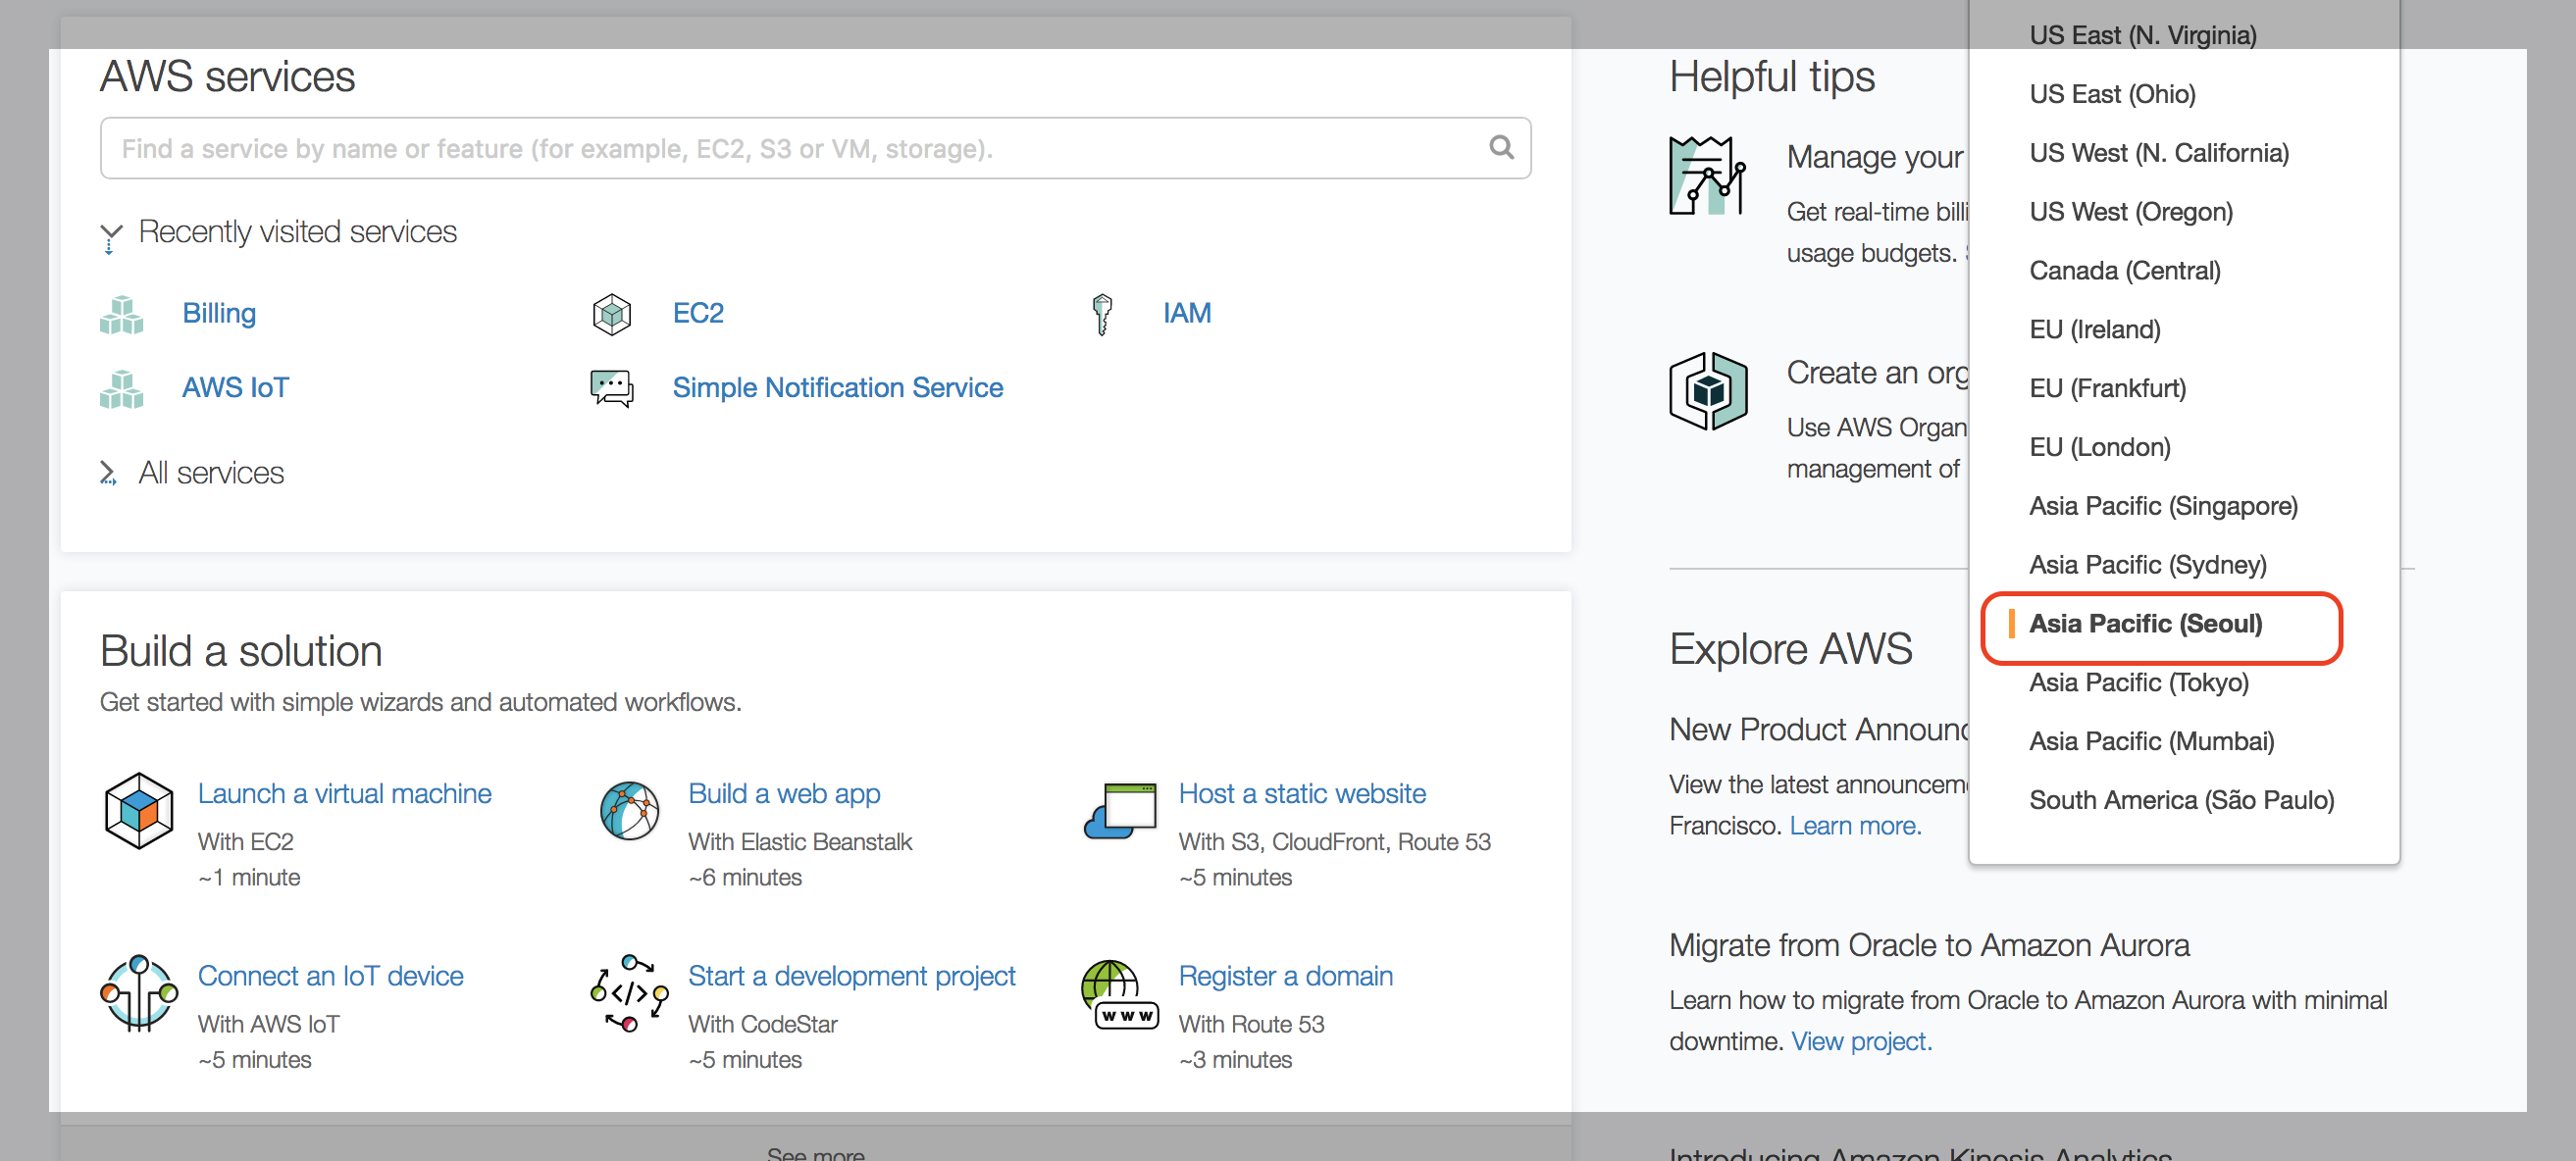 AWS services
Find a service by name or feature (for example, EC2, S3 or VM, storage).
Recently visited services
Billing
EC2
IAM
AWS IoT
Simple Notification Service
All services
Build a solution
Get started with simple wizards and automated workflows.
Launch a virtual machine
With EC2
~1 minute
Build a web app
With Elastic Beanstalk
~6 minutes
Host a static website
With S3, CloudFront, Route 53
~5 minutes
Connect an IoT device
With AWS IoT
~5 minutes
Start a development project
With CodeStar
~5 minutes
Register a domain
www
With Route 53
~3 minutes
See more
Helpful tips
Manage your
Get real-time billi
usage budgets.
Create an org
Use AWS Organ
management of
Explore AWS
New Product Announc
View the latest announceme
Francisco. Learn more.
Migrate from Oracle to Amazon Aurora
Learn how to migrate from Oracle to Amazon Aurora with minimal
downtime. View project.
Introducing Amazon Kinesis Analytics
US East (N. Virginia)
US East (Ohio)
US West (N. California)
US West (Oregon)
Canada (Central)
EU (Ireland)
EU (Frankfurt)
EU (London)
Asia Pacific (Singapore)
Asia Pacific (Sydney)
Asia Pacific (Seoul)
Asia Pacific (Tokyo)
Asia Pacific (Mumbai)
South America (São Paulo)